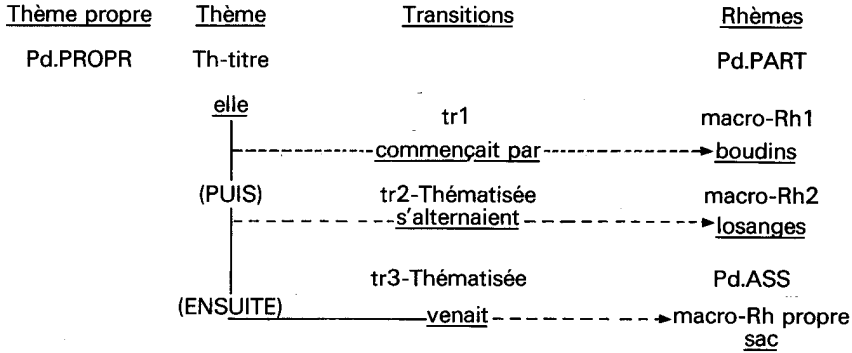 Thème propre Thème Transitions Rhèmes
Pd.PROPR Th-titre Pd.PART
elle
tr1 macro-Rh1
commençait par boudins
(PUIS) tr2-Thématisée macro-Rh2
s'alternaient losanges
tr3-Thématisée Pd.ASS
(ENSUITE) venait macro-Rh propre
sac